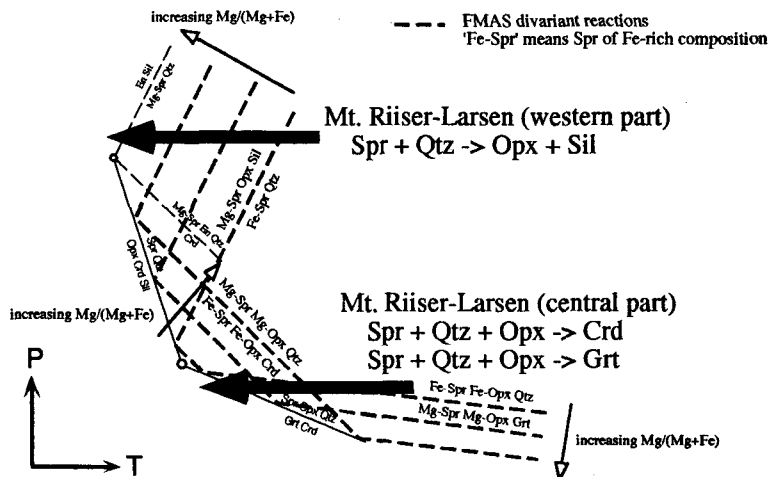 increasing Mg/(Mg+Fe)
FMAS divariant reactions
'Fe-Spr' means Spr of Fe-rich composition
En Sil
Mg-Spr Qtz
Mt. Riiser-Larsen (western part)
Spr + Qtz -> Opx + Sil
Mg-Spr Opx Sil
Fe-Spr Qtz
Mg-Spr En Qtz
Crd
Spr Qtz
Opx Crd Sil
increasing Mg/(Mg+Fe)
Mg-Spr Mg-Opx Qtz
Fe-Spr Fe-Opx Crd
Mt. Riiser-Larsen (central part)
Spr + Qtz + Opx -> Crd
Spr + Qtz + Opx -> Grt
P
T
Spr Opx Qtz
Grt Crd
Fe-Spr Fe-Opx Qtz
Mg-Spr Mg-Opx Grt
increasing Mg/(Mg+Fe)